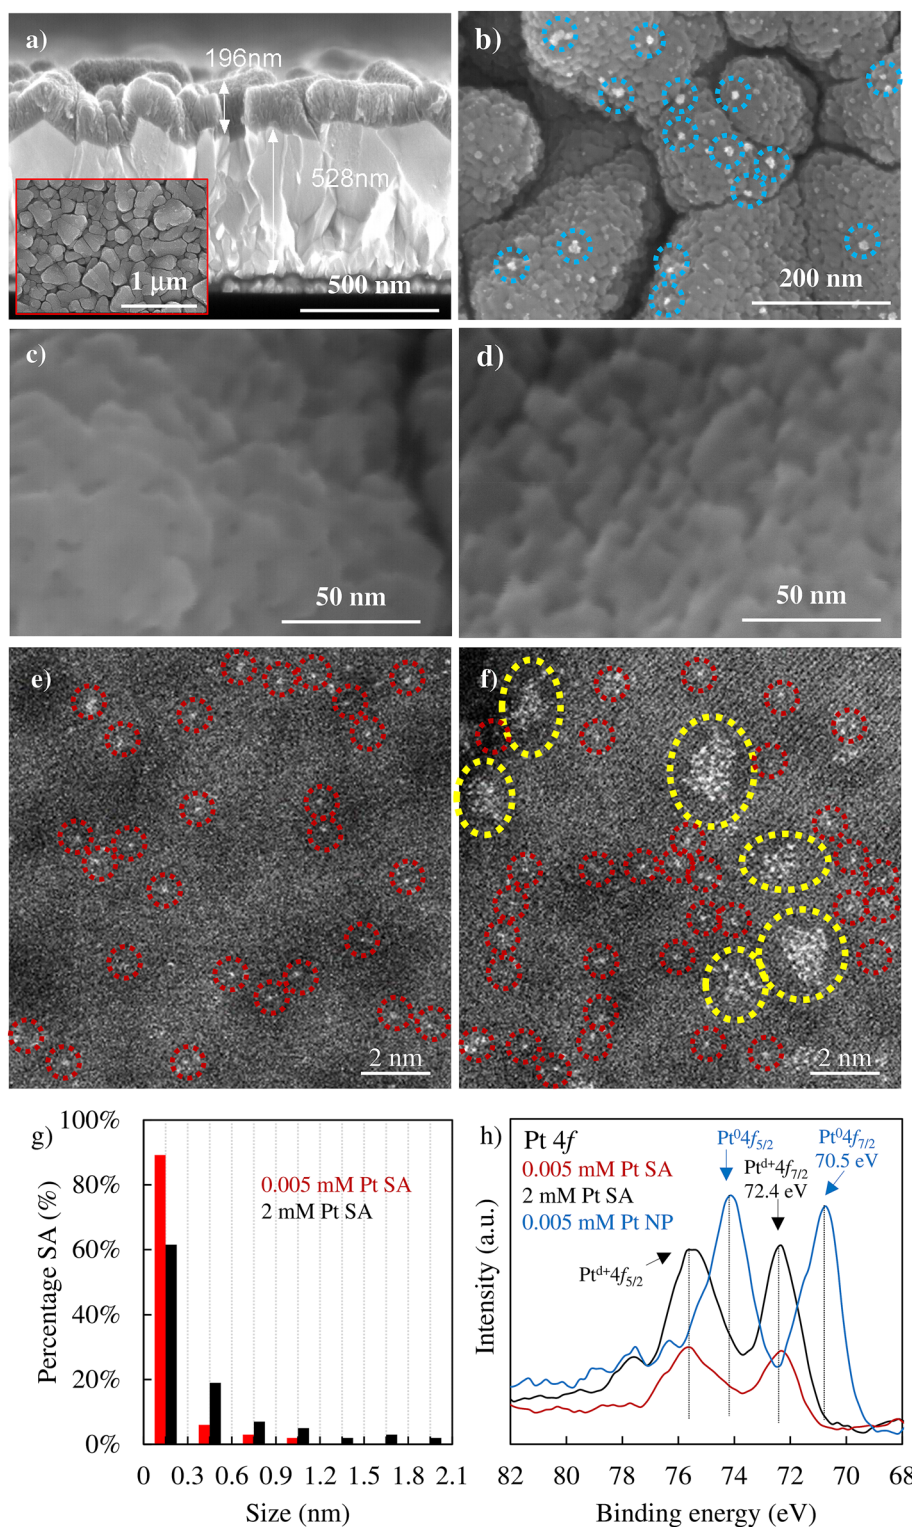 a)
196nm
528nm
1 μm
500 nm
b)
200 nm
c)
50 nm
d)
50 nm
e)
2 nm
f)
2 nm
g)
100%
80%
60%
40%
20%
0%
Percentage SA (%)
0.005 mM Pt SA
2 mM Pt SA
0 0.3 0.6 0.9 1.2 1.5 1.8 2.1
Size (nm)
h)
Pt 4f
0.005 mM Pt SA
2 mM Pt SA
0.005 mM Pt NP
Pt⁰4f5/2
Pt⁰4f7/2
70.5 eV
Ptᵈ⁺4f7/2
72.4 eV
Ptᵈ⁺4f5/2
Intensity (a.u.)
82 80 78 76 74 72 70 68
Binding energy (eV)